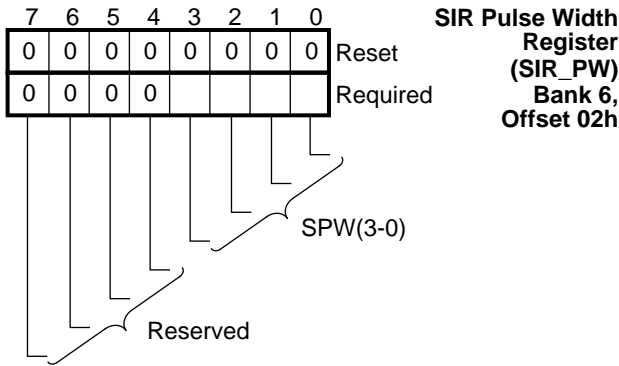 7 6 5 4 3 2 1 0
SIR Pulse Width
Register
(SIR_PW)
Bank 6,
Offset 02h
0 0 0 0 0 0 0 0 Reset
0 0 0 0 Required
SPW(3-0)
Reserved